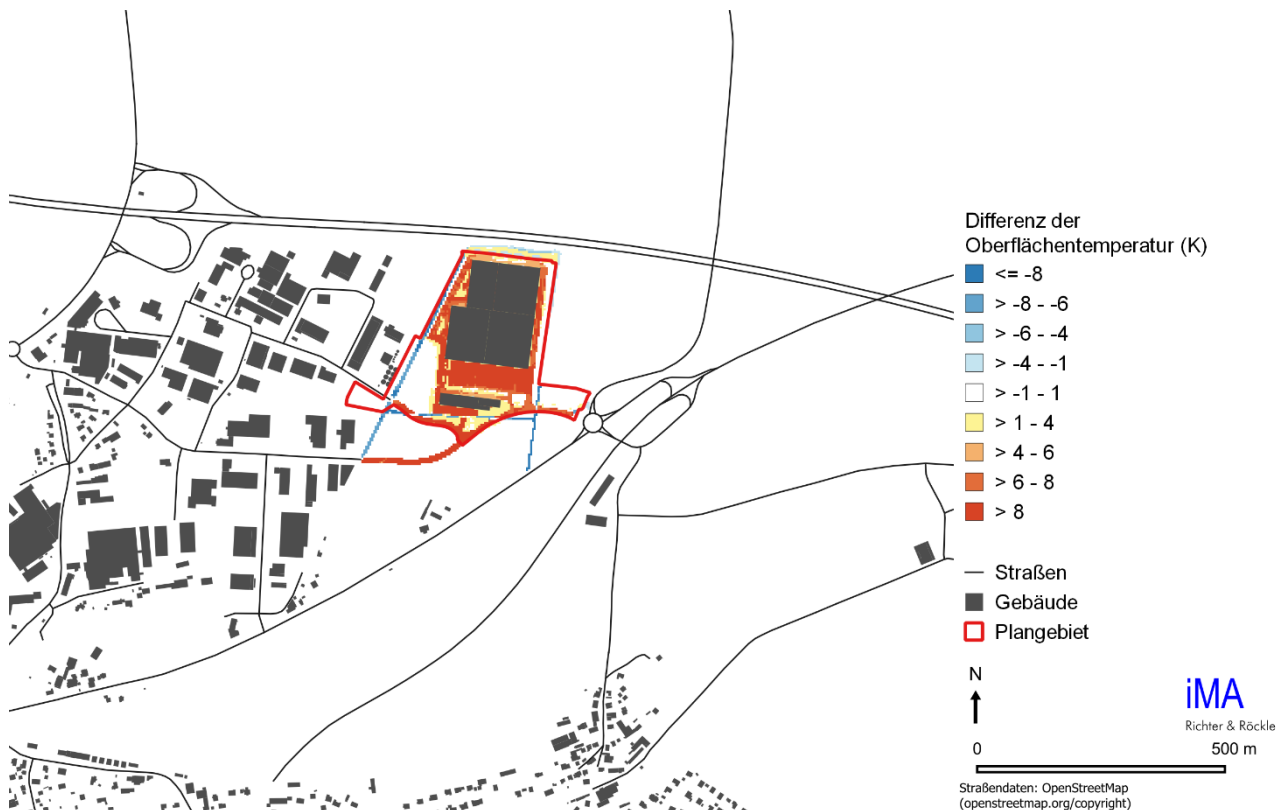 Differenz der
Oberflächentemperatur (K)
<= -8
> -8 - -6
> -6 - -4
> -4 - -1
> -1 - 1
> 1 - 4
> 4 - 6
> 6 - 8
> 8
Straßen
Gebäude
Plangebiet
N
iMA
Richter & Röckle
0 500 m
Straßendaten: OpenStreetMap
(openstreetmap.org/copyright)